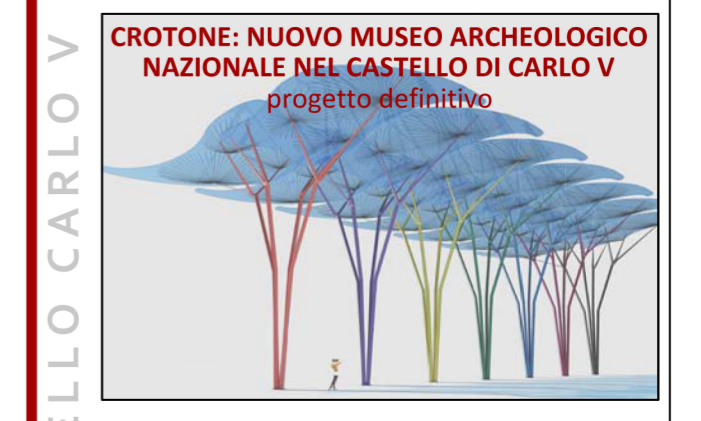 CROTONE: NUOVO MUSEO ARCHEOLOGICO
NAZIONALE NEL CASTELLO DI CARLO V
progetto definitivo
ELLO CARLO V